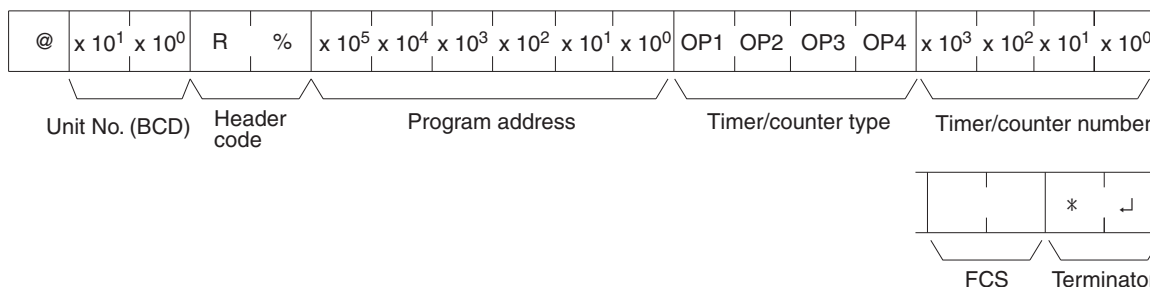 @ x 10¹ x 10⁰ R % x 10⁵ x 10⁴ x 10³ x 10² x 10¹ x 10⁰ OP1 OP2 OP3 OP4 x 10³ x 10² x 10¹ x 10⁰
Unit No. (BCD) Header code Program address Timer/counter type Timer/counter number
* ↵
FCS Terminator